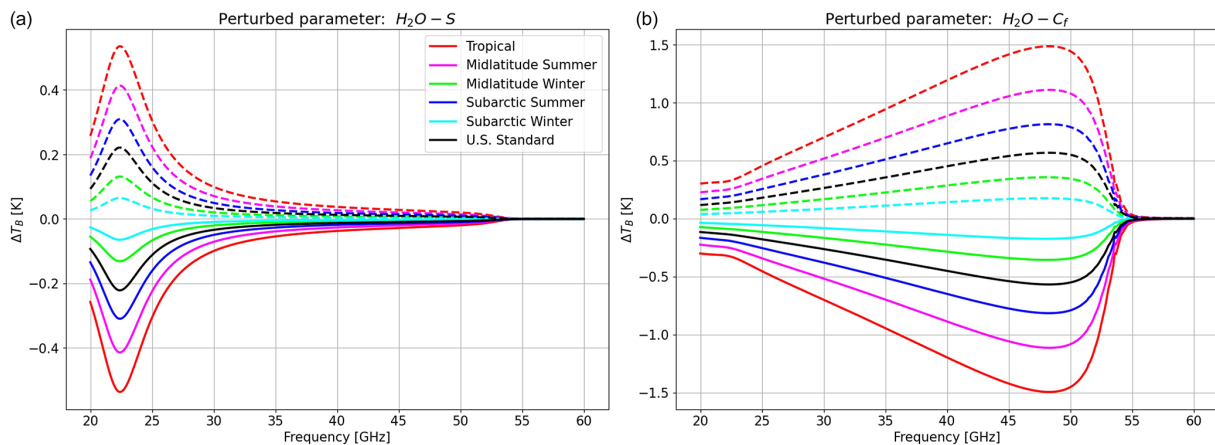 (a) Perturbed parameter: H₂O − S
ΔT_B [K]
0.4
0.2
0.0
−0.2
−0.4
20 25 30 35 40 45 50 55 60
Frequency [GHz]
Tropical
Midlatitude Summer
Midlatitude Winter
Subarctic Summer
Subarctic Winter
U.S. Standard
(b) Perturbed parameter: H₂O − C_f
ΔT_B [K]
1.5
1.0
0.5
0.0
−0.5
−1.0
−1.5
20 25 30 35 40 45 50 55 60
Frequency [GHz]